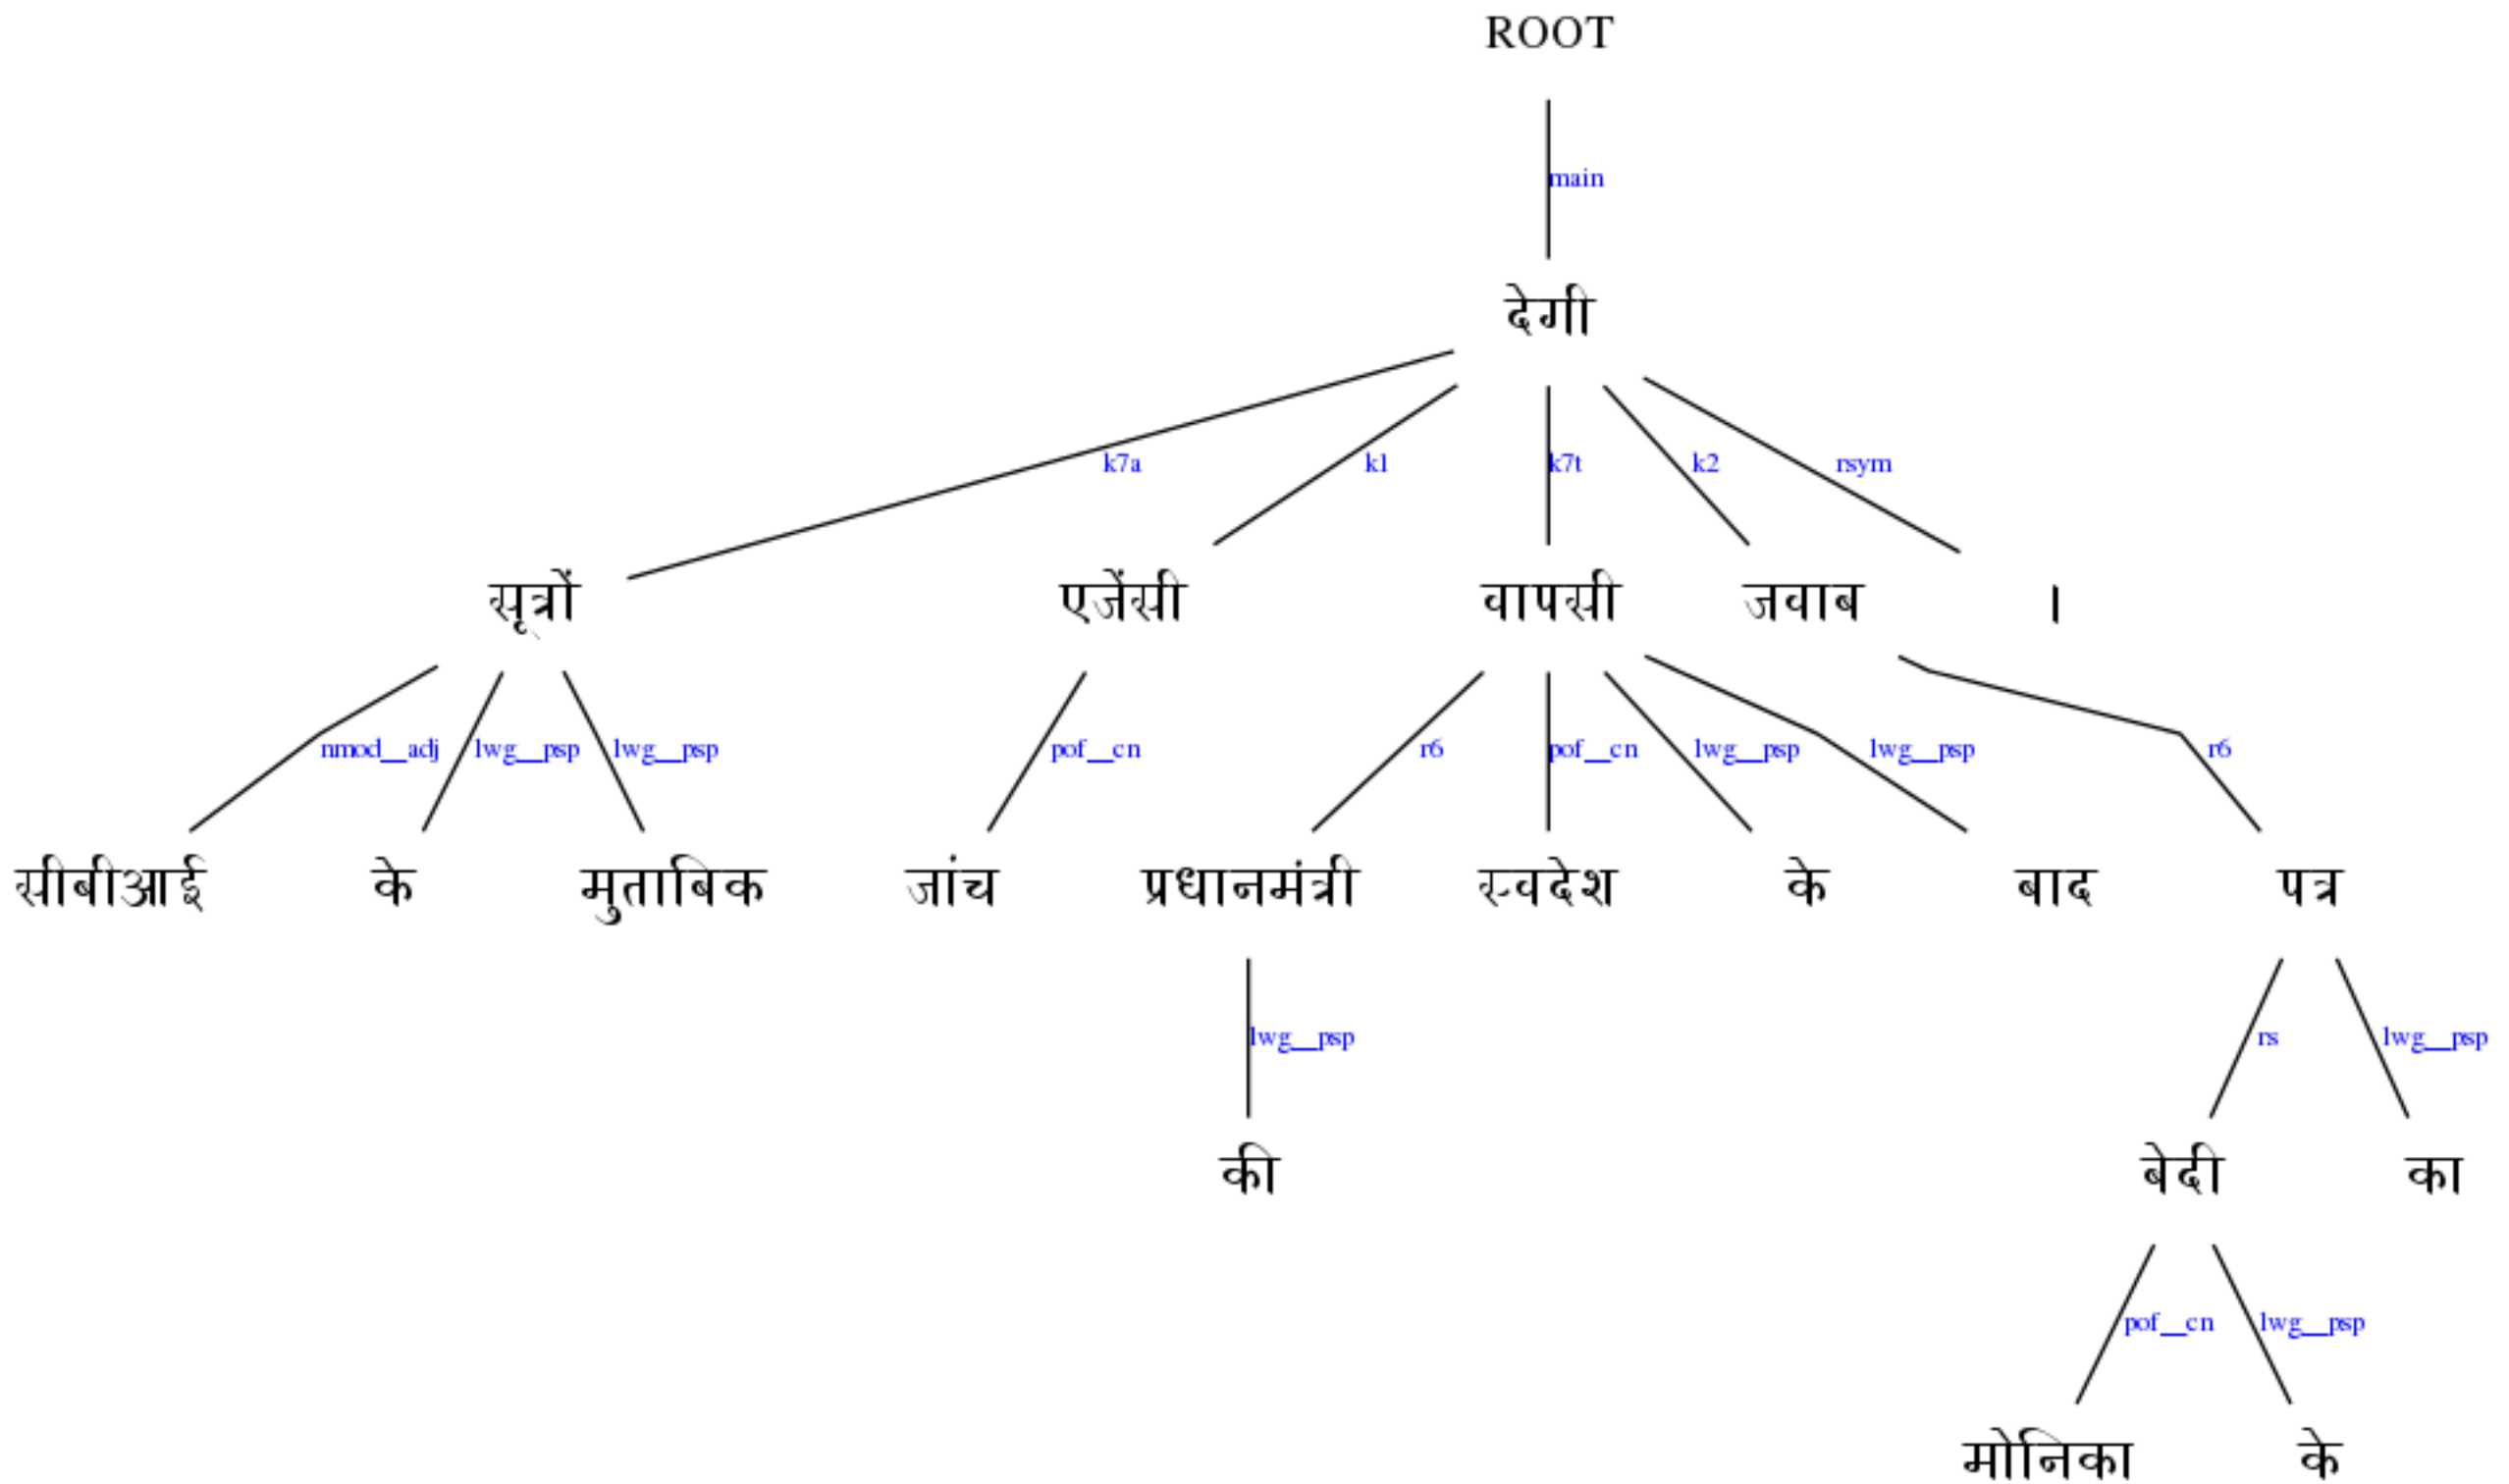 ROOT
main
देगी
k7a k1 k7t k2 rsym
सूत्रों एजेंसी वापसी जवाब ।
nmod__adj lwg__psp lwg__psp pof__cn r6 pof__cn lwg__psp lwg__psp r6
सीबीआई के मुताबिक जांच प्रधानमंत्री स्वदेश के बाद पत्र
lwg__psp rs lwg__psp
की बेदी का
pof__cn lwg__psp
मोनिका के